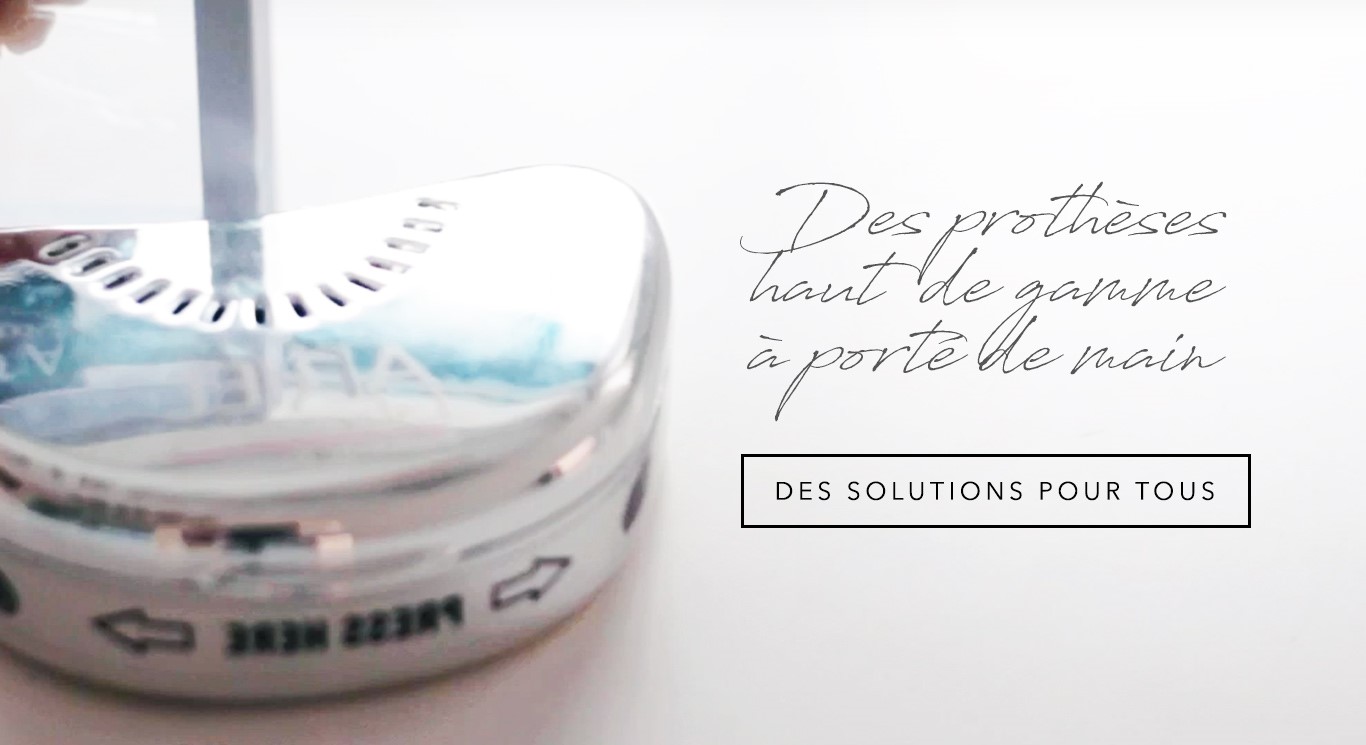 Des prothèses
haut de gamme
à porté de main
DES SOLUTIONS POUR TOUS
PRESS HERE